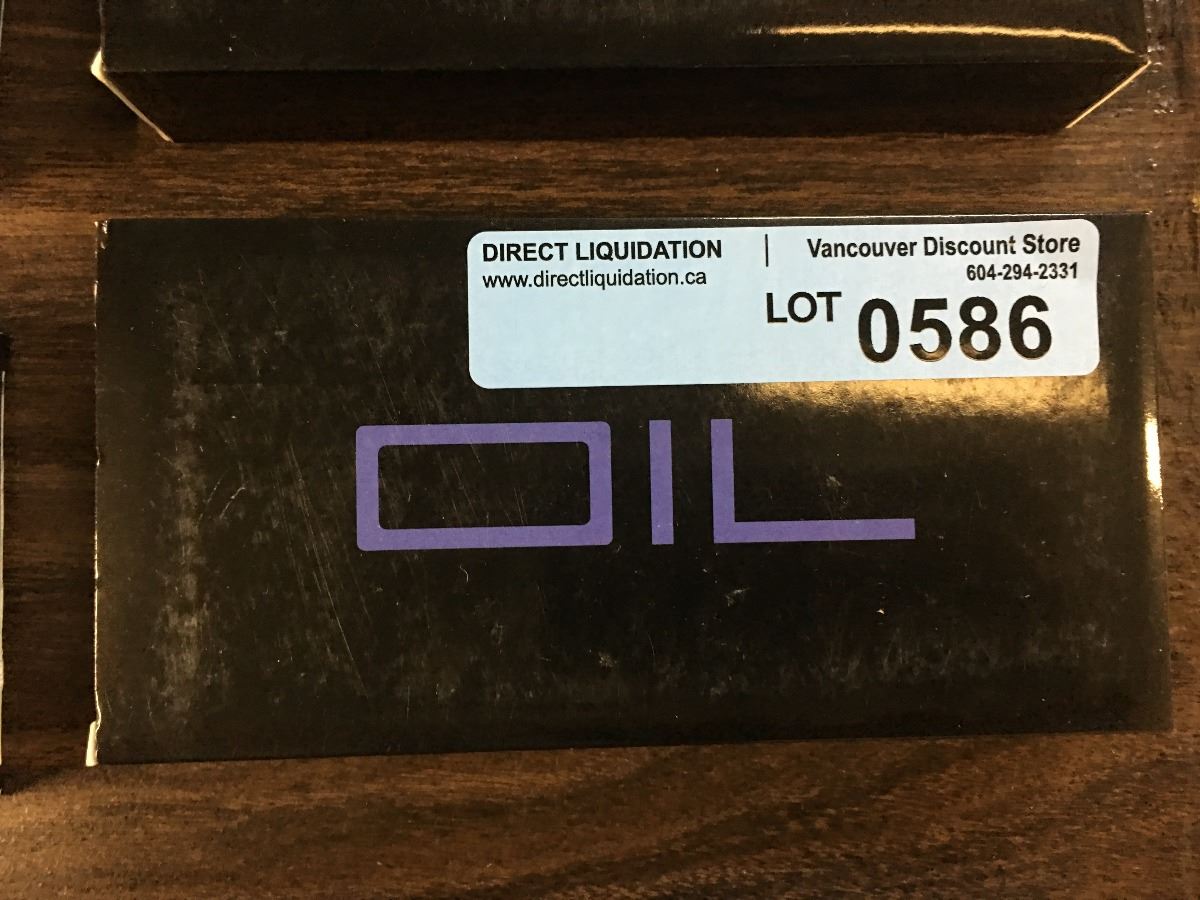 DIRECT LIQUIDATION | Vancouver Discount Store
www.directliquidation.ca 604-294-2331
LOT 0586
OIL